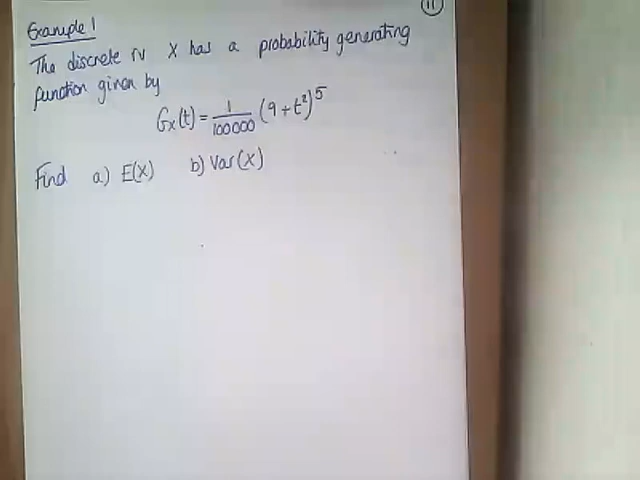 11
Example 1
The discrete rv X has a probability generating
function given by
Gx(t) = 1/100000 (9 + t²)⁵
Find a) E(X) b) Var(X)